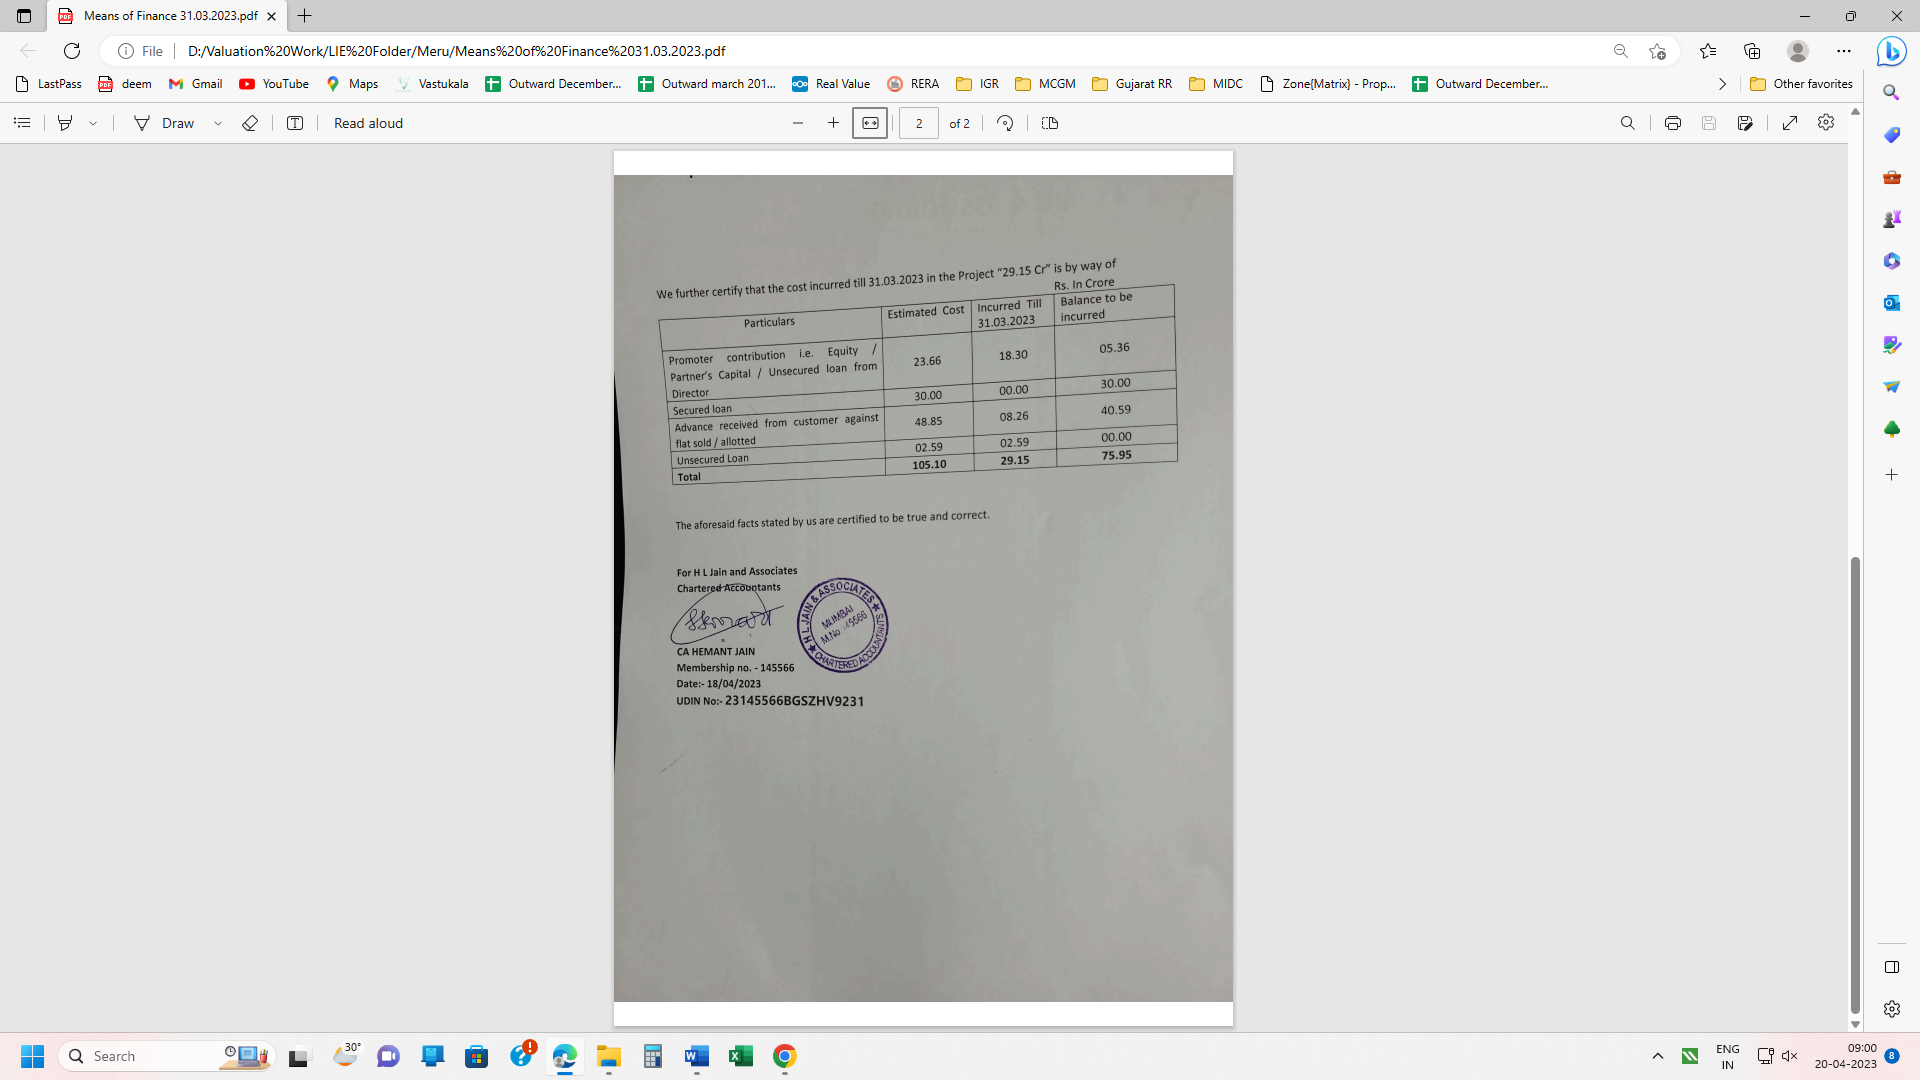 Means of Finance 31.03.2023.pdf
File
D:/Valuation%20Work/LIE%20Folder/Meru/Means%20of%20Finance%2031.03.2023.pdf
LastPass deem Gmail YouTube Maps Vastukala Outward December... Outward march 201... Real Value RERA IGR MCGM Gujarat RR MIDC Zone{Matrix} - Prop... Outward December... Other favorites
Draw Read aloud 2 of 2
We further certify that the cost incurred till 31.03.2023 in the Project “29.15 Cr” is by way of
Rs. In Crore
Particulars Estimated Cost Incurred Till 31.03.2023 Balance to be incurred
Promoter contribution i.e. Equity /
Partner's Capital / Unsecured loan from
Director 23.66 18.30 05.36
Secured loan 30.00 00.00 30.00
Advance received from customer against
flat sold / allotted 48.85 08.26 40.59
Unsecured Loan 02.59 02.59 00.00
Total 105.10 29.15 75.95
The aforesaid facts stated by us are certified to be true and correct.
For H L Jain and Associates
Chartered Accountants
H L JAIN & ASSOCIATES
MUMBAI
M.No :45566
CHARTERED ACCOUNTANTS
CA HEMANT JAIN
Membership no. - 145566
Date:- 18/04/2023
UDIN No:- 23145566BGSZHV9231
Search
30°
ENG
IN
09:00
20-04-2023
8